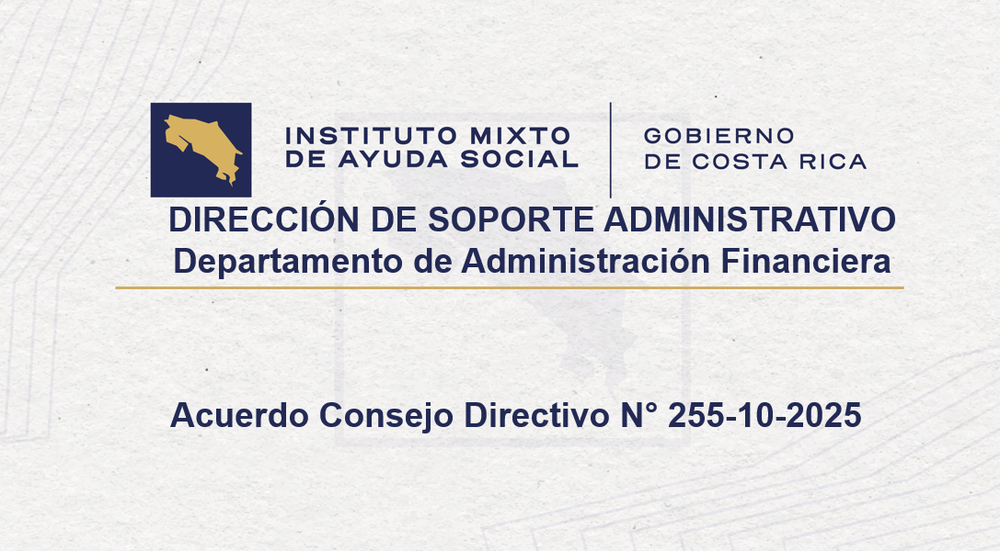 INSTITUTO MIXTO
DE AYUDA SOCIAL
GOBIERNO
DE COSTA RICA
DIRECCIÓN DE SOPORTE ADMINISTRATIVO
Departamento de Administración Financiera
Acuerdo Consejo Directivo N° 255-10-2025